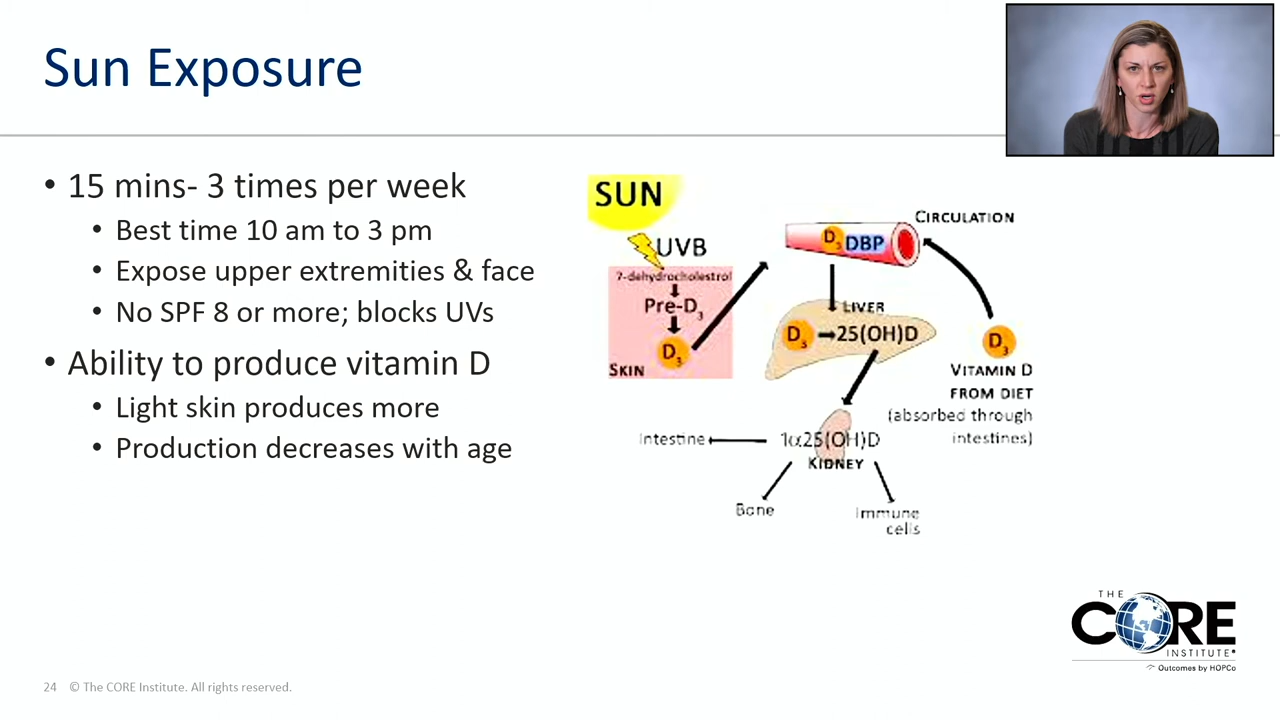 Sun Exposure
• 15 mins- 3 times per week
• Best time 10 am to 3 pm
• Expose upper extremities & face
• No SPF 8 or more; blocks UVs
• Ability to produce vitamin D
• Light skin produces more
• Production decreases with age
SUN
UVB
7-dehydrocholestrol
Pre-D3
D3
SKIN
CIRCULATION
D3 DBP
LIVER
D3 25(OH)D
D3
VITAMIN D
FROM DIET
(absorbed through
intestines)
Intestine
1α25(OH)D
KIDNEY
Bone
Immune
cells
THE
CORE
INSTITUTE
Outcomes by HOPCo
24 © The CORE Institute. All rights reserved.